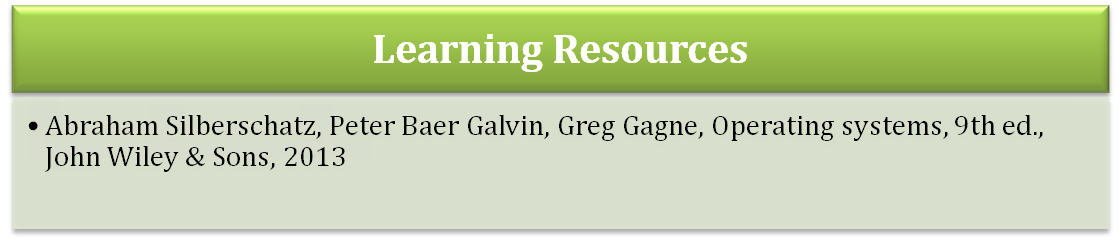 Learning Resources
• Abraham Silberschatz, Peter Baer Galvin, Greg Gagne, Operating systems, 9th ed.,
John Wiley & Sons, 2013